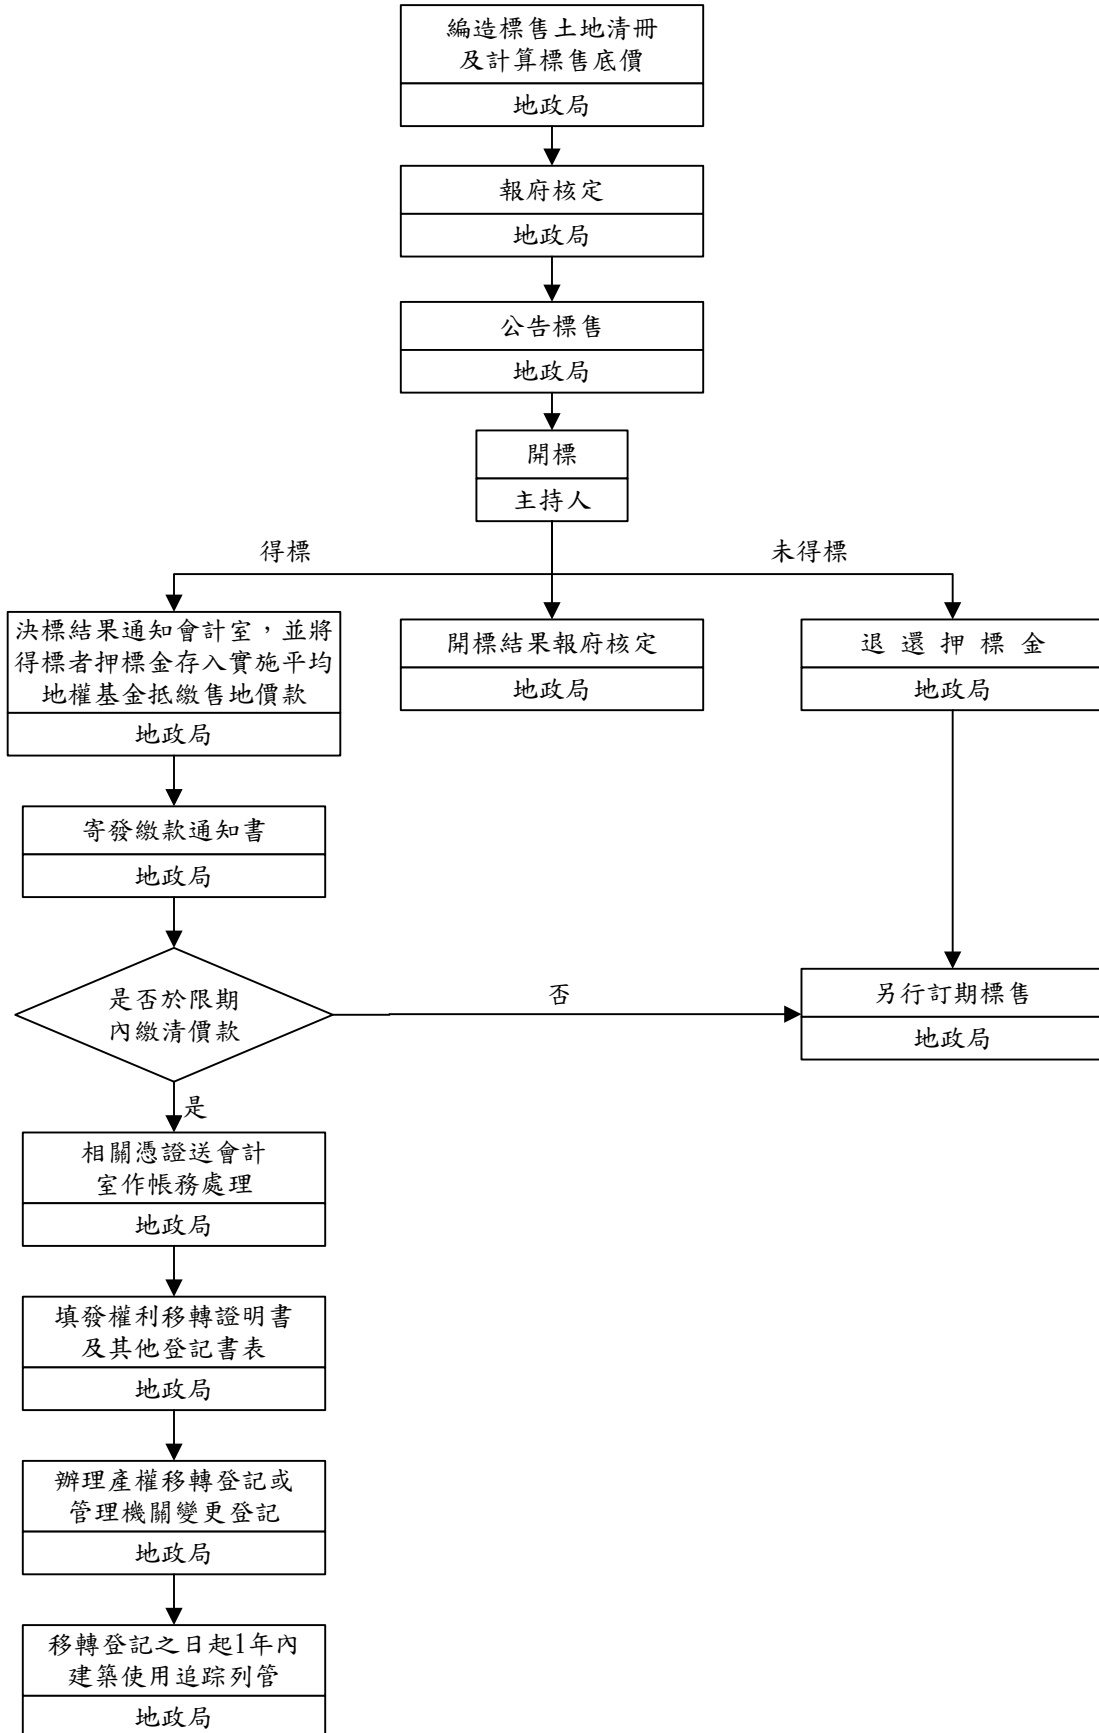 編造標售土地清冊
及計算標售底價
地政局
報府核定
地政局
公告標售
地政局
開標
主持人
得標
未得標
決標結果通知會計室，並將
得標者押標金存入實施平均
地權基金抵繳售地價款
地政局
開標結果報府核定
地政局
退還押標金
地政局
寄發繳款通知書
地政局
是否於限期
內繳清價款
否
另行訂期標售
地政局
是
相關憑證送會計
室作帳務處理
地政局
填發權利移轉證明書
及其他登記書表
地政局
辦理產權移轉登記或
管理機關變更登記
地政局
移轉登記之日起1年內
建築使用追踪列管
地政局